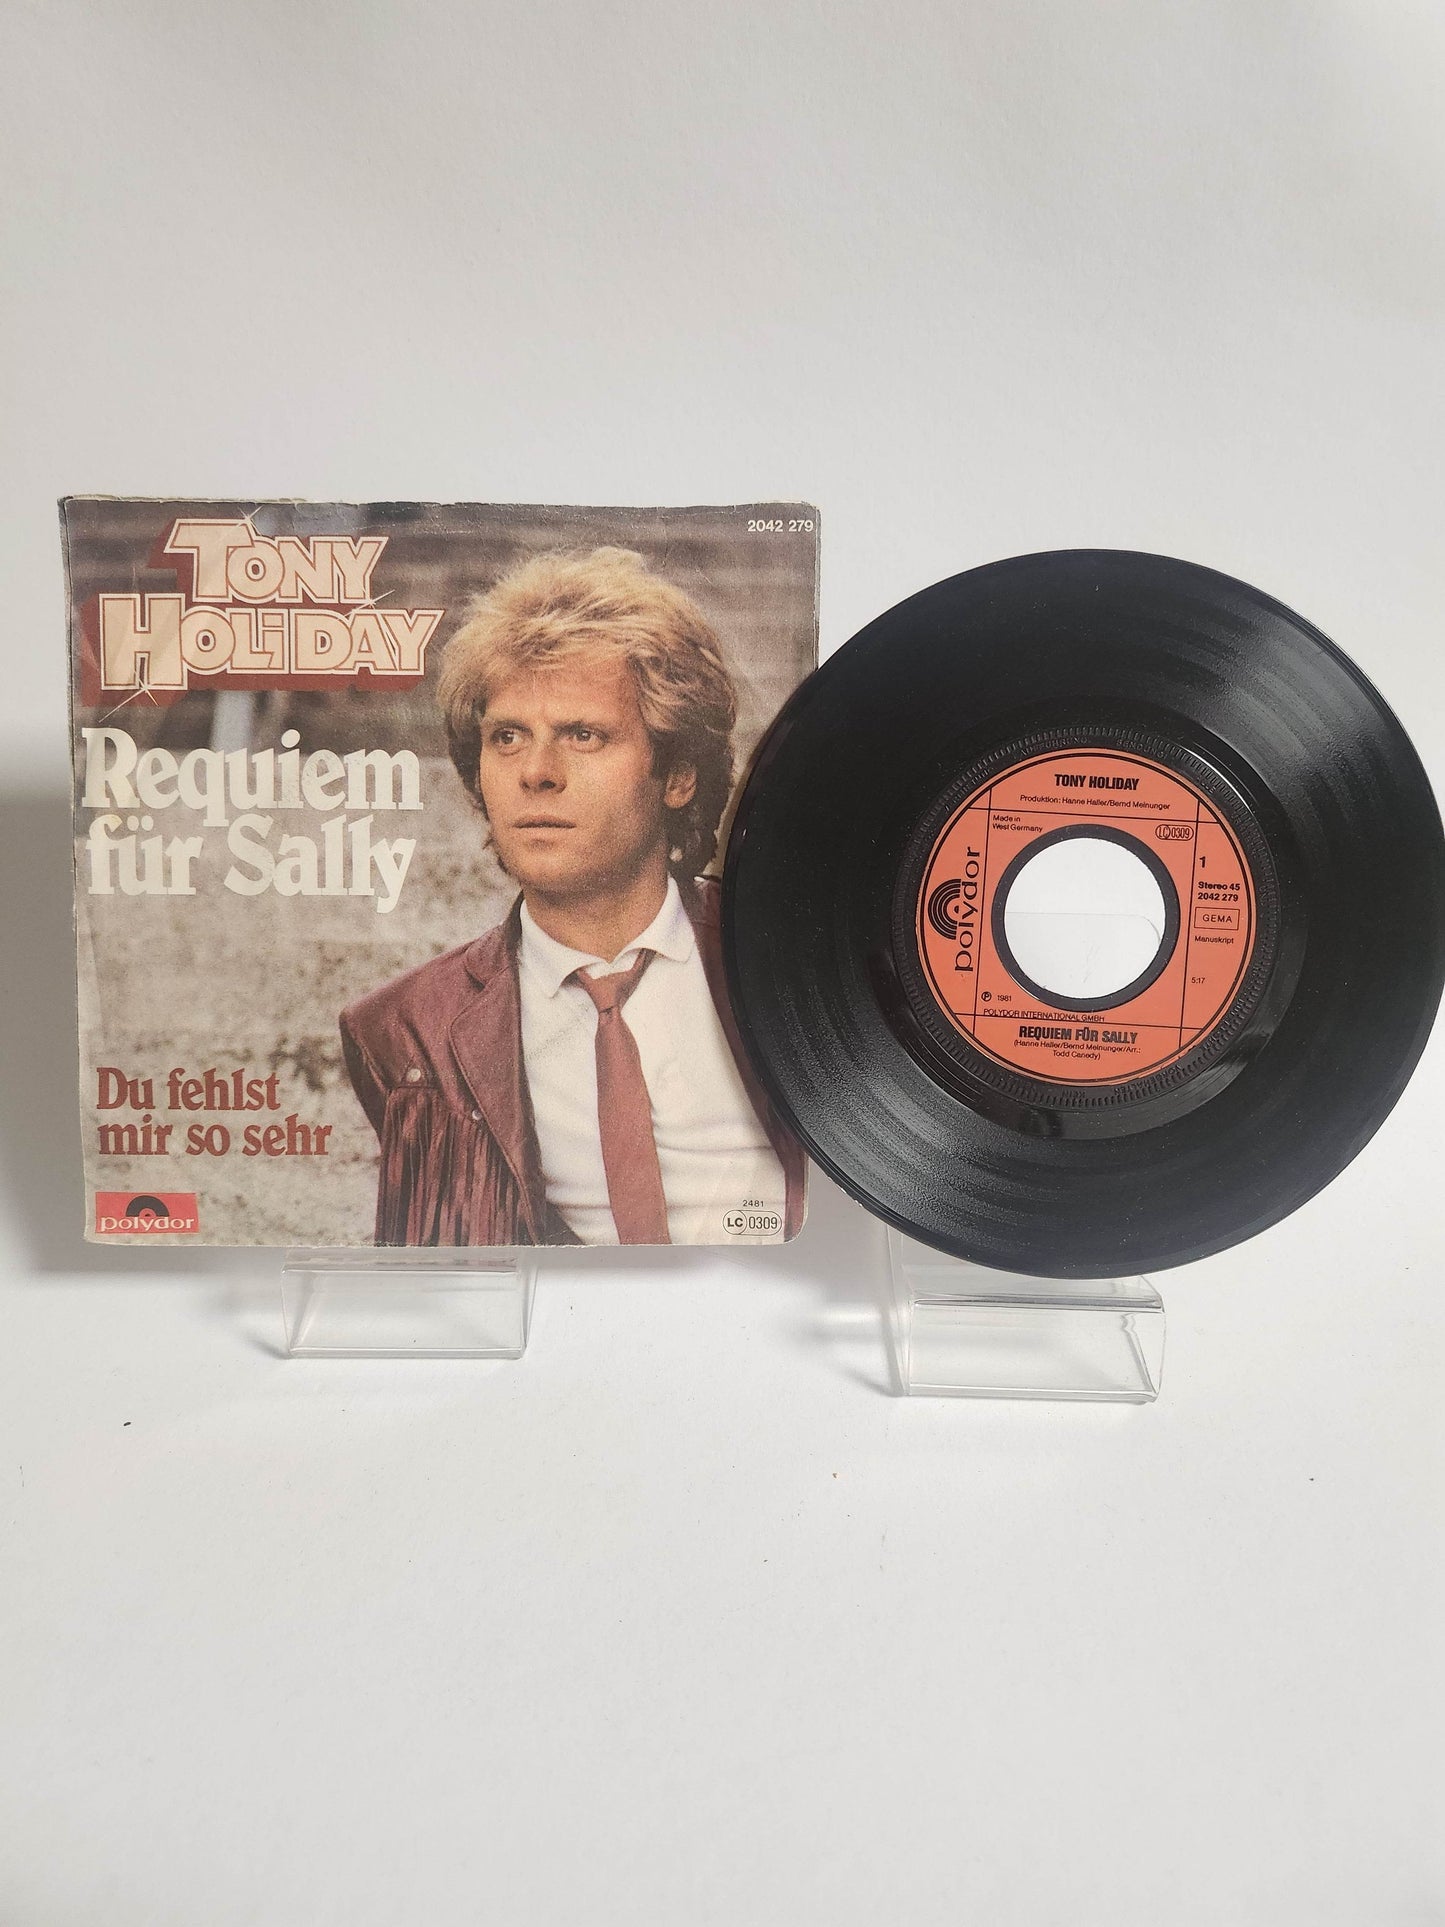 2042 279
TONY
HOLiDAY
Requiem
für Sally
Du fehlst
mir so sehr
polydor
2481
LC 0309
TONY HOLIDAY
Produktion: Hanne Haller/Bernd Meinunger
Made in
West Germany
LC 0309
1
Stereo 45
2042 279
GEMA
Manuskript
5:17
polydor
℗ 1981
POLYDOR INTERNATIONAL GMBH
REQUIEM FÜR SALLY
(Hanne Haller/Bernd Meinunger/Arr.:
Todd Canedy)